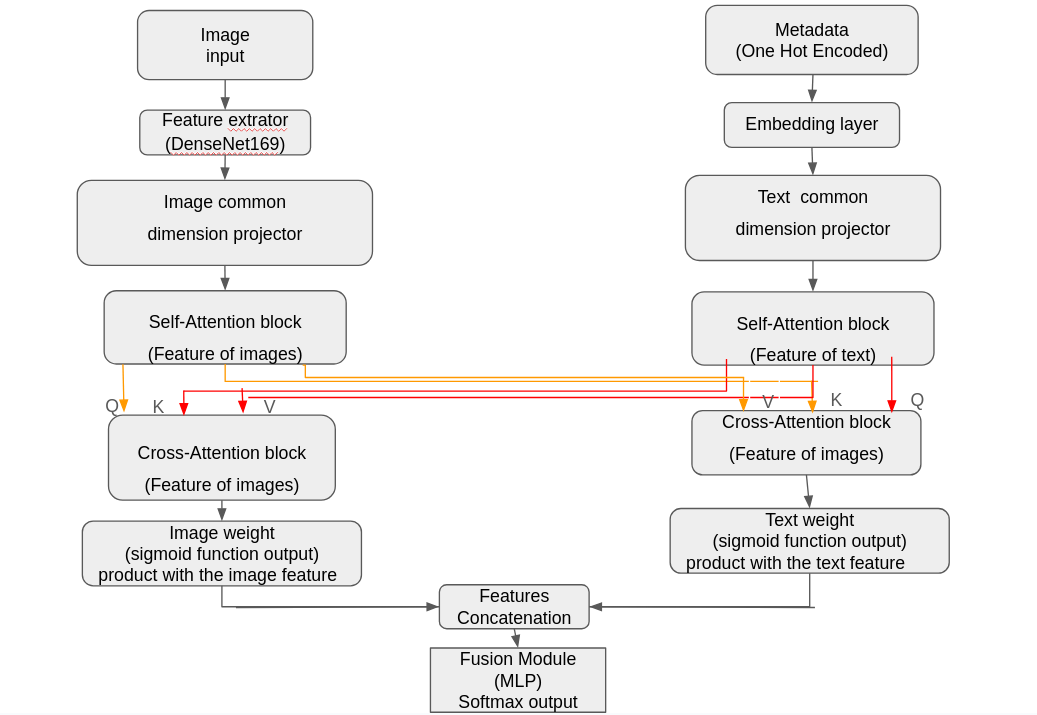 Image
input
Feature extrator
(DenseNet169)
Image common
dimension projector
Self-Attention block
(Feature of images)
Q
K
V
Cross-Attention block
(Feature of images)
Image weight
(sigmoid function output)
product with the image feature
Metadata
(One Hot Encoded)
Embedding layer
Text common
dimension projector
Self-Attention block
(Feature of text)
V
K
Q
Cross-Attention block
(Feature of images)
Text weight
(sigmoid function output)
product with the text feature
Features
Concatenation
Fusion Module
(MLP)
Softmax output